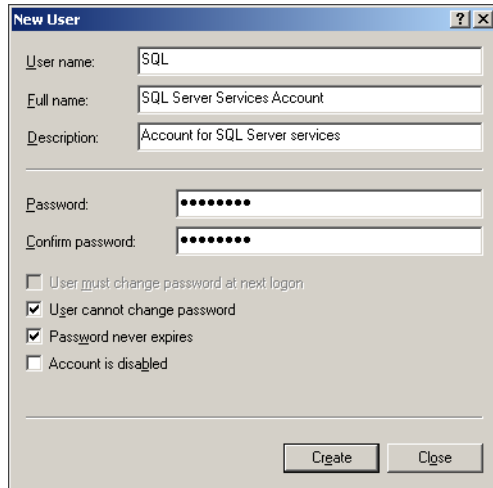 New User
User name: SQL
Full name: SQL Server Services Account
Description: Account for SQL Server services
Password: ●●●●●●●●
Confirm password: ●●●●●●●●
User must change password at next logon
User cannot change password
Password never expires
Account is disabled
Create Close